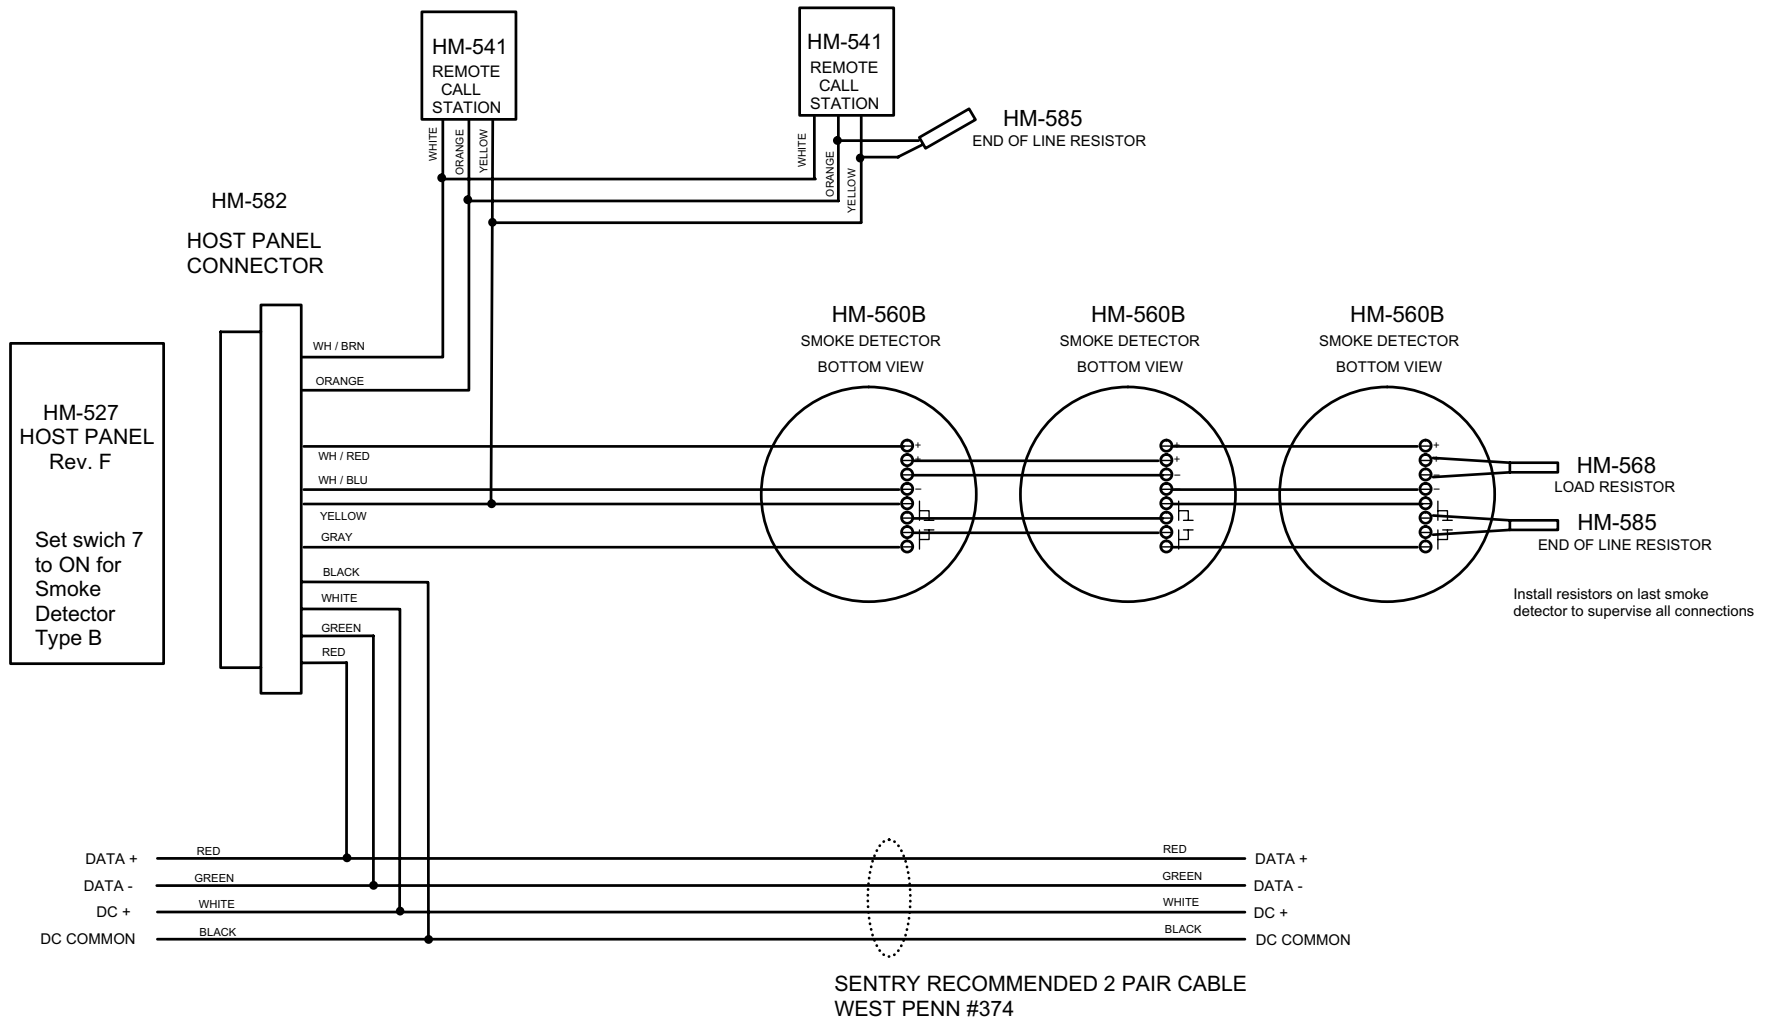 HM-541
REMOTE
CALL
STATION
HM-541
REMOTE
CALL
STATION
HM-585
END OF LINE RESISTOR
WHITE
ORANGE
YELLOW
WHITE
ORANGE
YELLOW
HM-582
HOST PANEL
CONNECTOR
HM-527
HOST PANEL
Rev. F
Set swich 7
to ON for
Smoke
Detector
Type B
WH / BRN
ORANGE
WH / RED
WH / BLU
YELLOW
GRAY
BLACK
WHITE
GREEN
RED
HM-560B
SMOKE DETECTOR
BOTTOM VIEW
+
+
–
HM-560B
SMOKE DETECTOR
BOTTOM VIEW
+
+
–
HM-560B
SMOKE DETECTOR
BOTTOM VIEW
+
+
–
–
HM-568
LOAD RESISTOR
HM-585
END OF LINE RESISTOR
Install resistors on last smoke
detector to supervise all connections
DATA + RED RED DATA +
DATA - GREEN GREEN DATA -
DC + WHITE WHITE DC +
DC COMMON BLACK BLACK DC COMMON
SENTRY RECOMMENDED 2 PAIR CABLE
WEST PENN #374